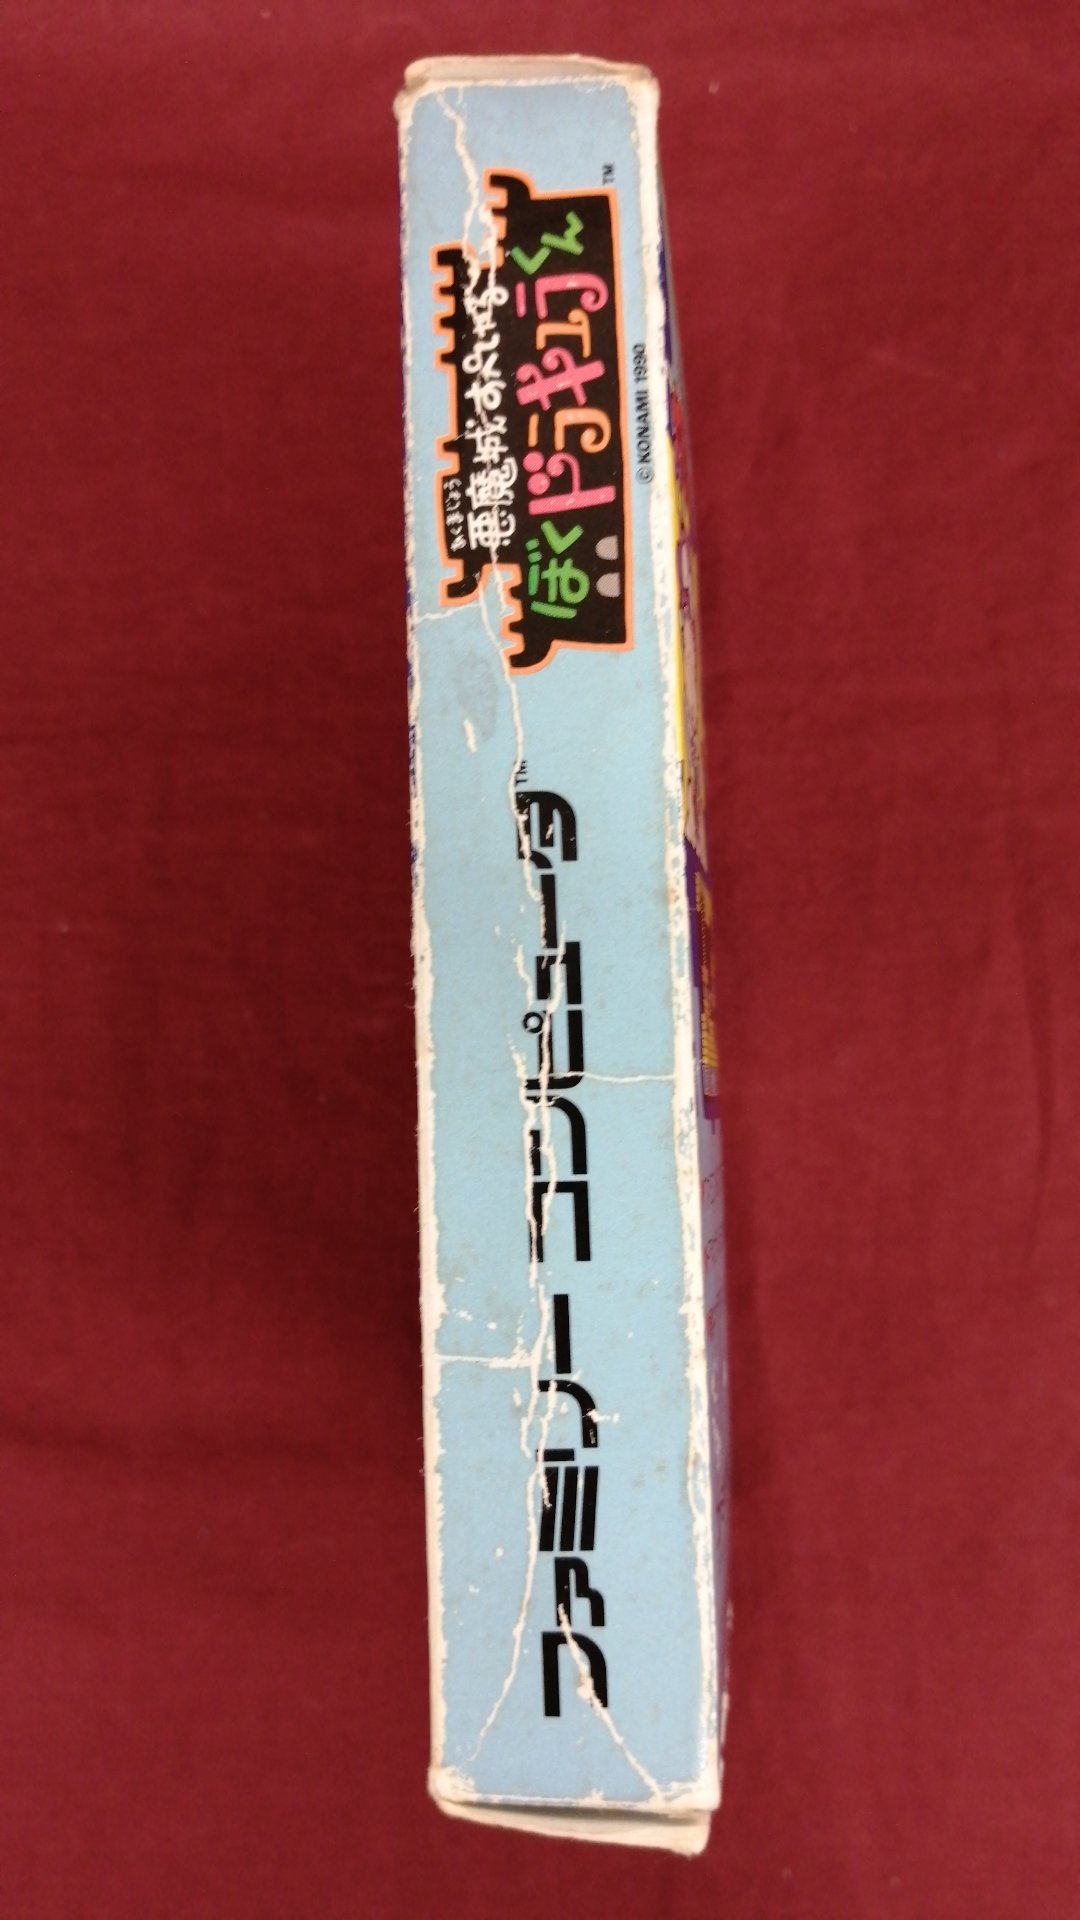 ファミリー コンピュータ™
あくまじょう
悪魔城すぺしゃる
ぼくドラキュラくん™
©KONAMI 1990